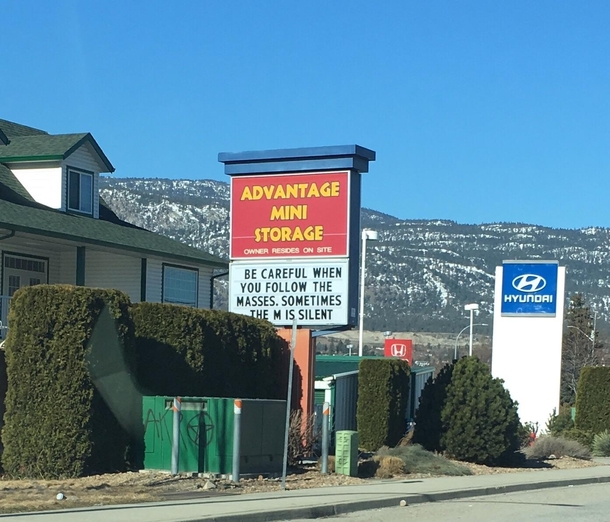 ADVANTAGE
MINI
STORAGE
OWNER RESIDES ON SITE
BE CAREFUL WHEN
YOU FOLLOW THE
MASSES. SOMETIMES
THE M IS SILENT
HYUNDAI
AK